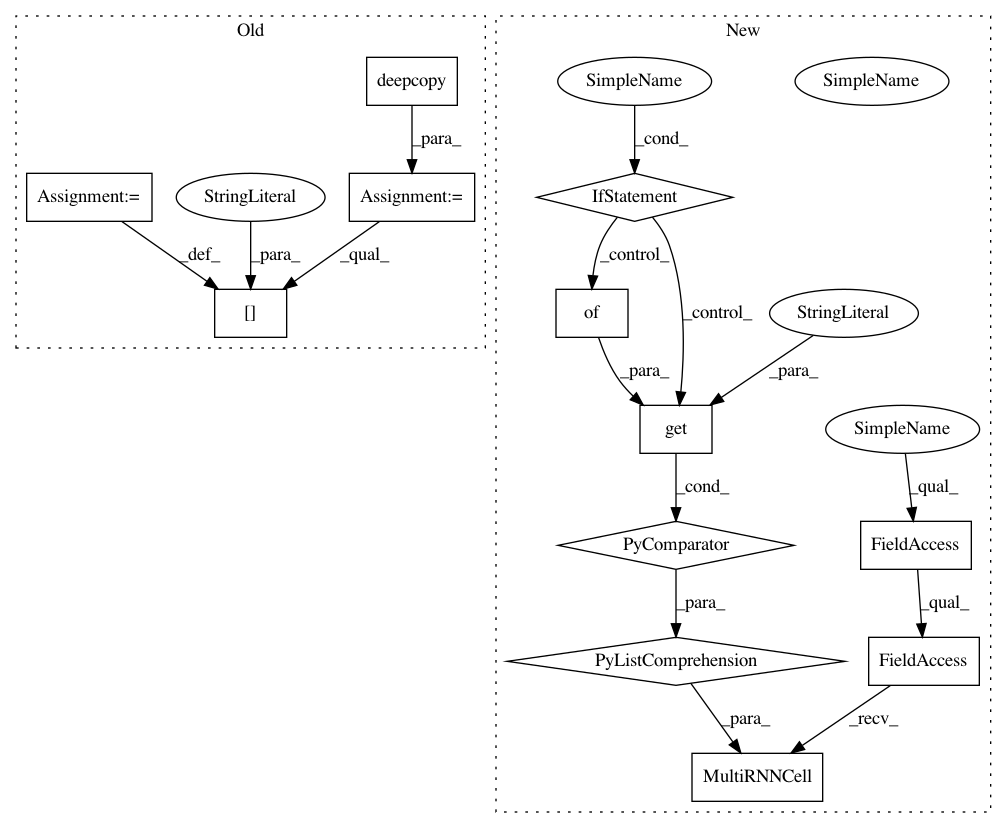 Old
New
deepcopy
SimpleName
SimpleName
_para_
_cond_
Assignment:=
StringLiteral
Assignment:=
IfStatement
_def_
_para_
_qual_
_control_
[]
of
_control_
StringLiteral
_para_
_para_
get
SimpleName
_cond_
_qual_
PyComparator
FieldAccess
_para_
_qual_
PyListComprehension
FieldAccess
_para_
_recv_
MultiRNNCell